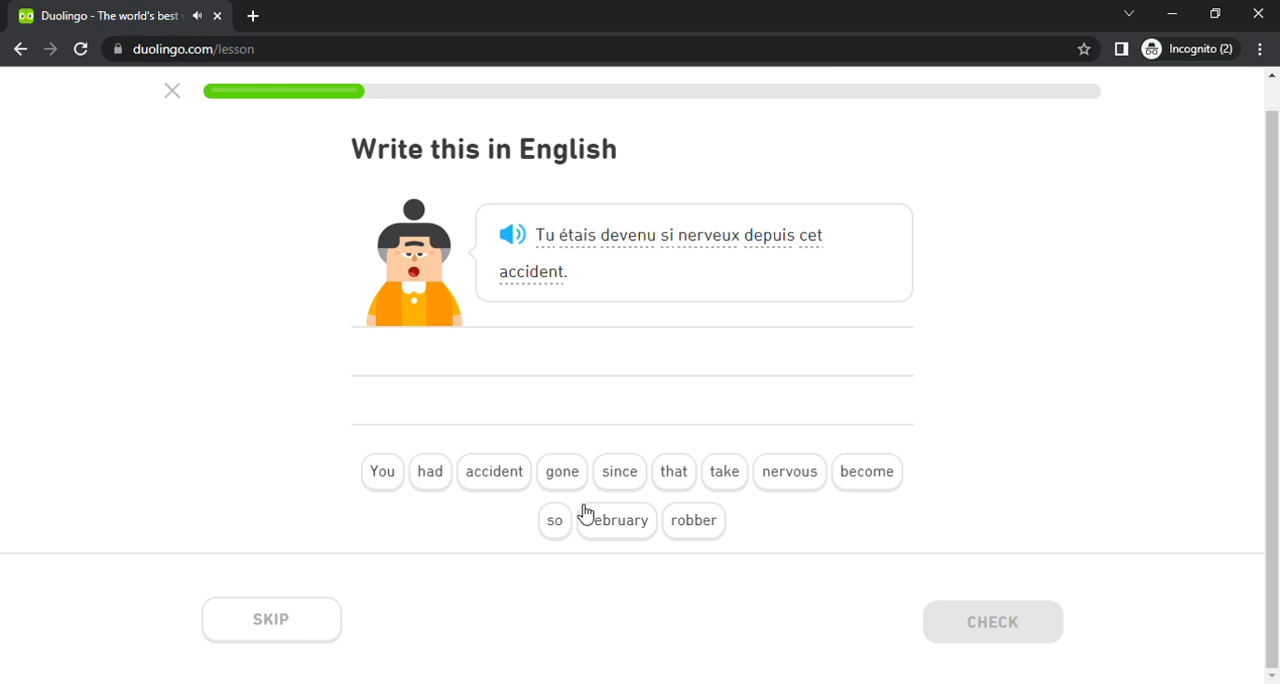 Duolingo - The world's best
duolingo.com/lesson
Incognito (2)
Write this in English
Tu étais devenu si nerveux depuis cet
accident.
You had accident gone since that take nervous become
so ebruary robber
SKIP
CHECK